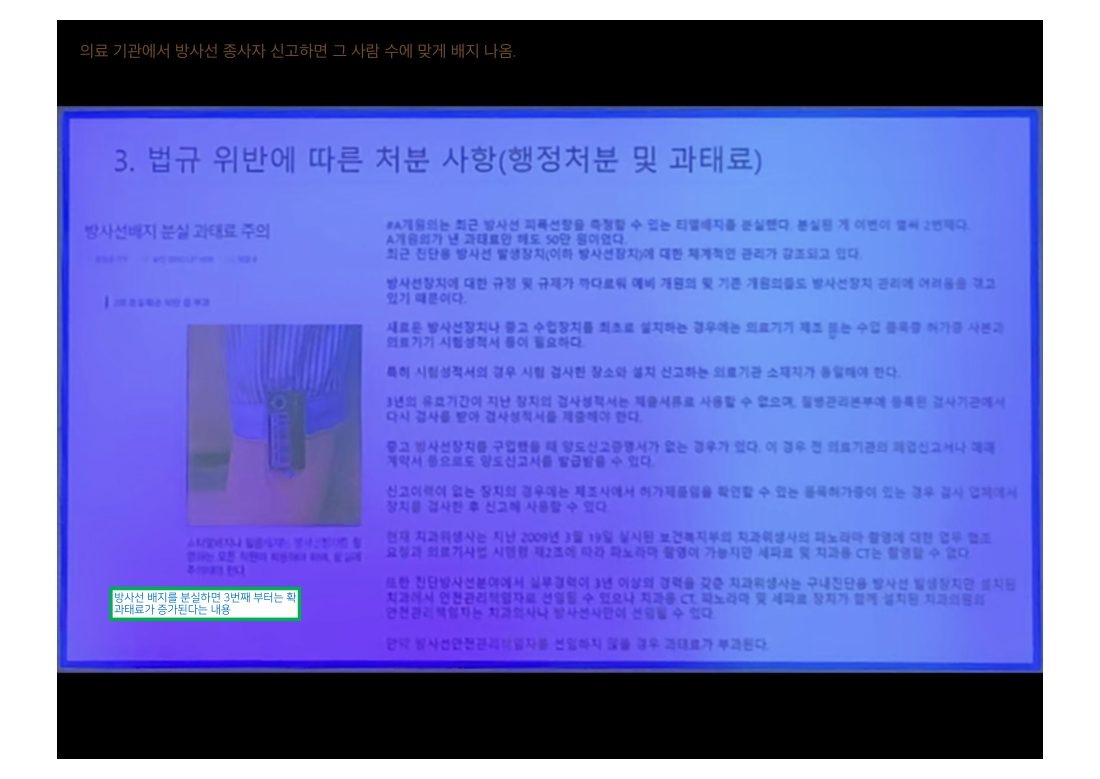 의료 기관에서 방사선 종사자 신고하면 그 사람 수에 맞게 배지 나옴.
3. 법규 위반에 따른 처분 사항(행정처분 및 과태료)
방사선배지 분실 과태료 주의
#A개원의는 최근 방사선 피폭선량을 측정할 수 있는 티엘배지를 분실했다. 분실된 게 이번이 벌써 2번째다.
A개원의가 낸 과태료만 해도 50만 원이었다.
최근 진단용 방사선 발생장치(이하 방사선장치)에 대한 체계적인 관리가 강조되고 있다.
방사선장치에 대한 규정 및 규제가 까다로워 예비 개원의 및 기존 개원의들도 방사선장치 관리에 어려움을 겪고
있기 때문이다.
새로운 방사선장치나 중고 수입장치를 최초로 설치하는 경우에는 의료기기 제조 또는 수입 품목증 허가증 사본과
의료기기 시험성적서 등이 필요하다.
특히 시험성적서의 경우 시험 검사한 장소와 설치 신고하는 의료기관 소재지가 동일해야 한다.
3년의 유효기간이 지난 장치의 검사성적서는 제출서류로 사용할 수 없으며, 질병관리본부에 등록된 검사기관에서
다시 검사를 받아 검사성적서를 제출해야 한다.
중고 방사선장치를 구입했을 때 양도신고증명서가 없는 경우가 있다. 이 경우 전 의료기관의 폐업신고서나 매매
계약서 등으로도 양도신고서를 발급받을 수 있다.
신고이력이 없는 장치의 경우에는 제조사에서 허가제품임을 확인할 수 있는 품목허가증이 있는 경우 검사 업체에서
장치를 검사한 후 신고해 사용할 수 있다.
현재 치과위생사는 지난 2009년 3월 19일 실시된 보건복지부의 치과위생사의 파노라마 촬영에 대한 업무 협조
요청과 의료기사법 시행령 제2조에 따라 파노라마 촬영이 가능지만 세파로 및 치과용 CT는 촬영할 수 없다.
또한 진단방사선분야에서 실무경력이 3년 이상의 경력을 갖춘 치과위생사는 구내진단용 방사선 발생장치만 설치된
치과에서 안전관리책임자로 선임될 수 있으나 치과용 CT, 파노라마 및 세파로 장치가 함께 설치된 치과의원의
안전관리책임자는 치과의사나 방사선사만이 선임될 수 있다.
만약 방사선안전관리책임자를 선임하지 않을 경우 과태료가 부과된다.
방사선 배지를 분실하면 3번째 부터는 확
과태료가 증가된다는 내용